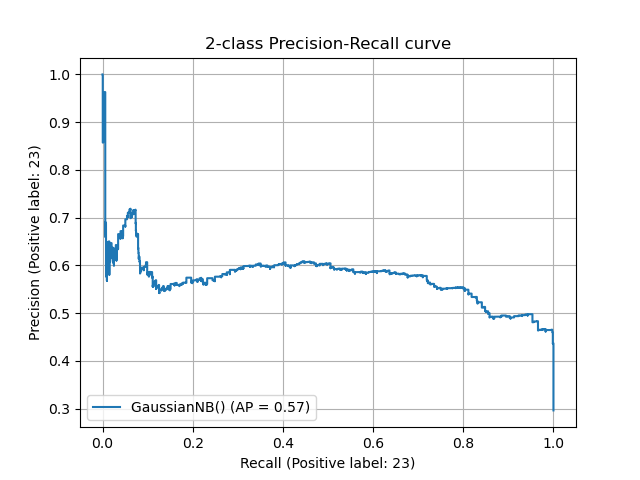 2-class Precision-Recall curve
Precision (Positive label: 23)
1.0
0.9
0.8
0.7
0.6
0.5
0.4
0.3
GaussianNB() (AP = 0.57)
0.0 0.2 0.4 0.6 0.8 1.0
Recall (Positive label: 23)